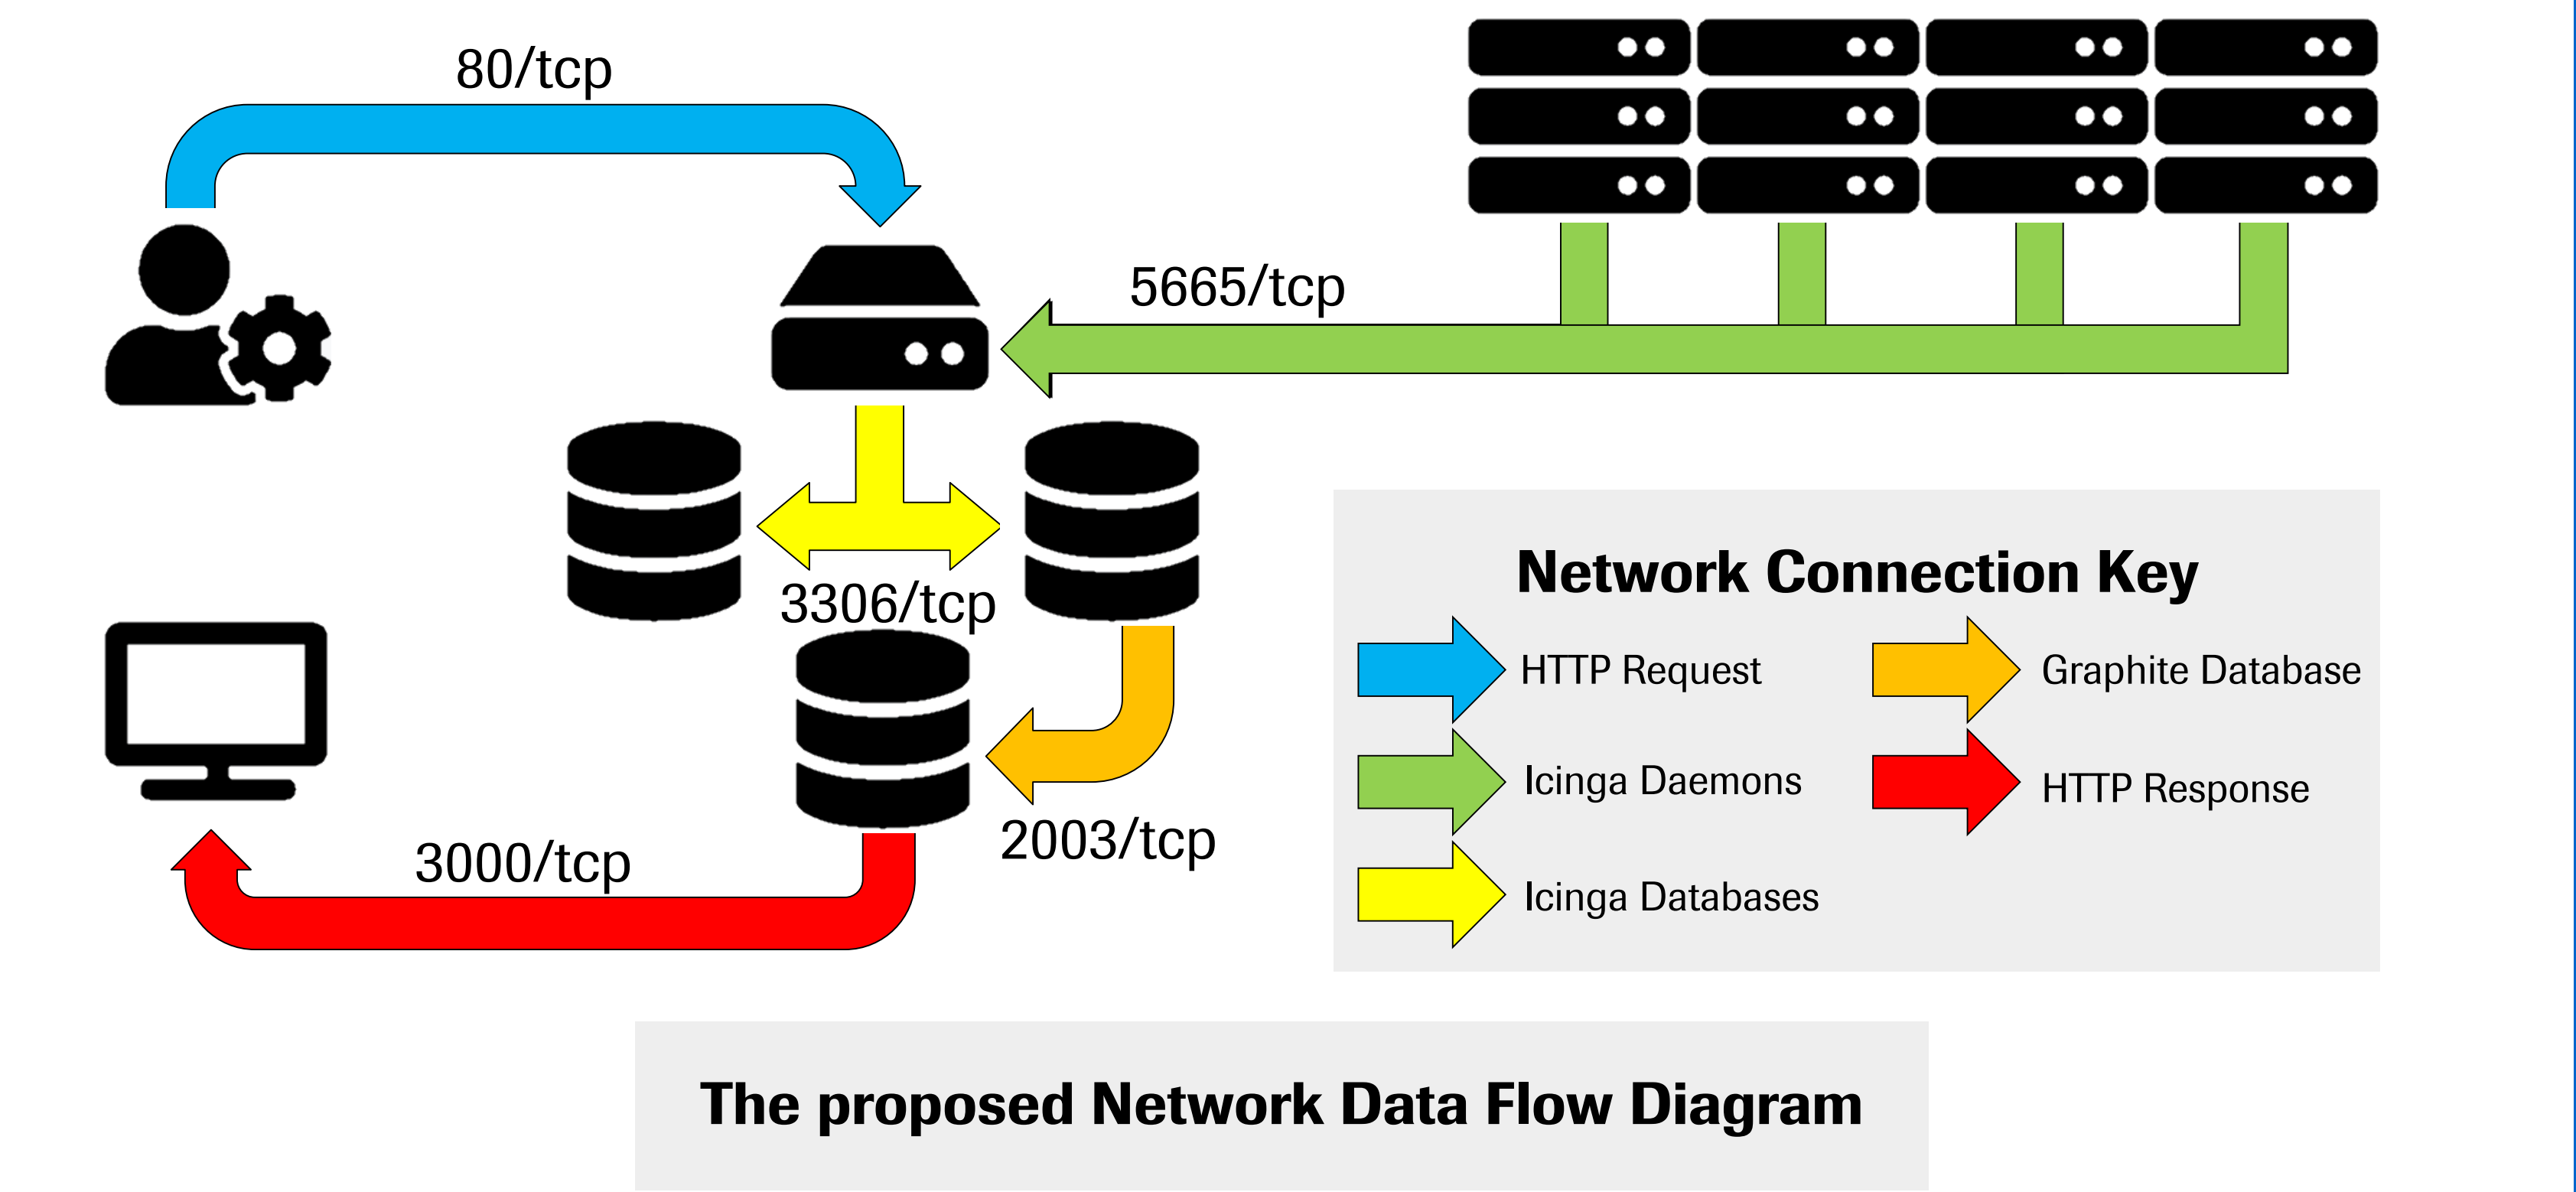 80/tcp
5665/tcp
3306/tcp
2003/tcp
3000/tcp
Network Connection Key
HTTP Request
Graphite Database
Icinga Daemons
HTTP Response
Icinga Databases
The proposed Network Data Flow Diagram